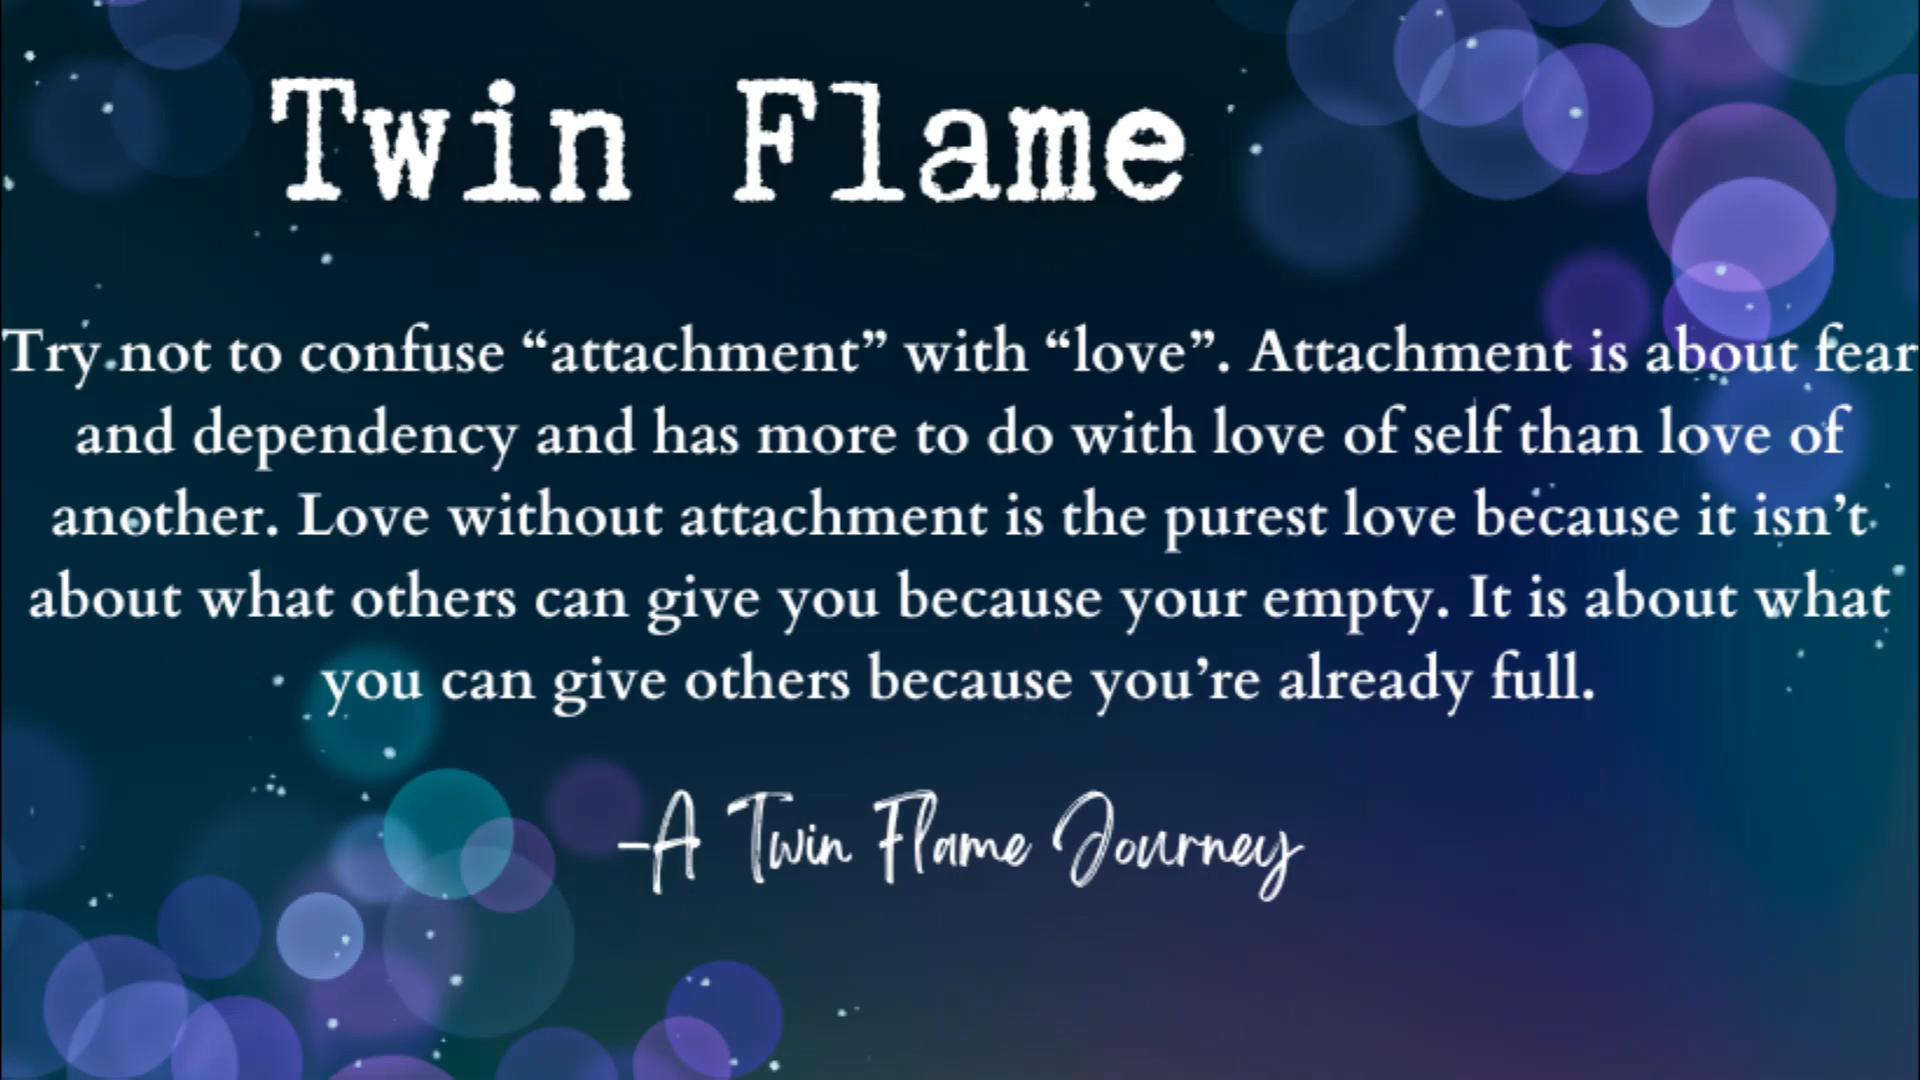 Twin Flame
Try not to confuse “attachment” with “love”. Attachment is about fear
and dependency and has more to do with love of self than love of
another. Love without attachment is the purest love because it isn’t
about what others can give you because your empty. It is about what
you can give others because you’re already full.
-A Twin Flame Journey